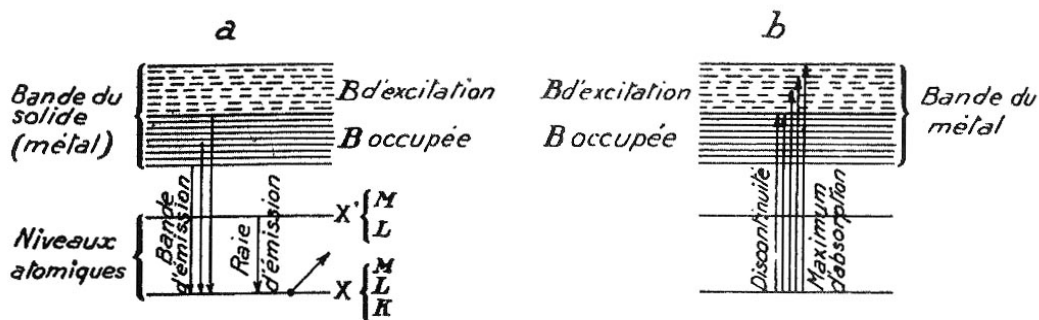 a
Bande du
solide
(métal)
B d'excitation
B occupée
Bande
d'émission
Raie
d'émission
X' { M
L
Niveaux
atomiques
X { M
L
K
b
B d'excitation
B occupée
Bande du
métal
Discontinuité
Maximum
d'absorption